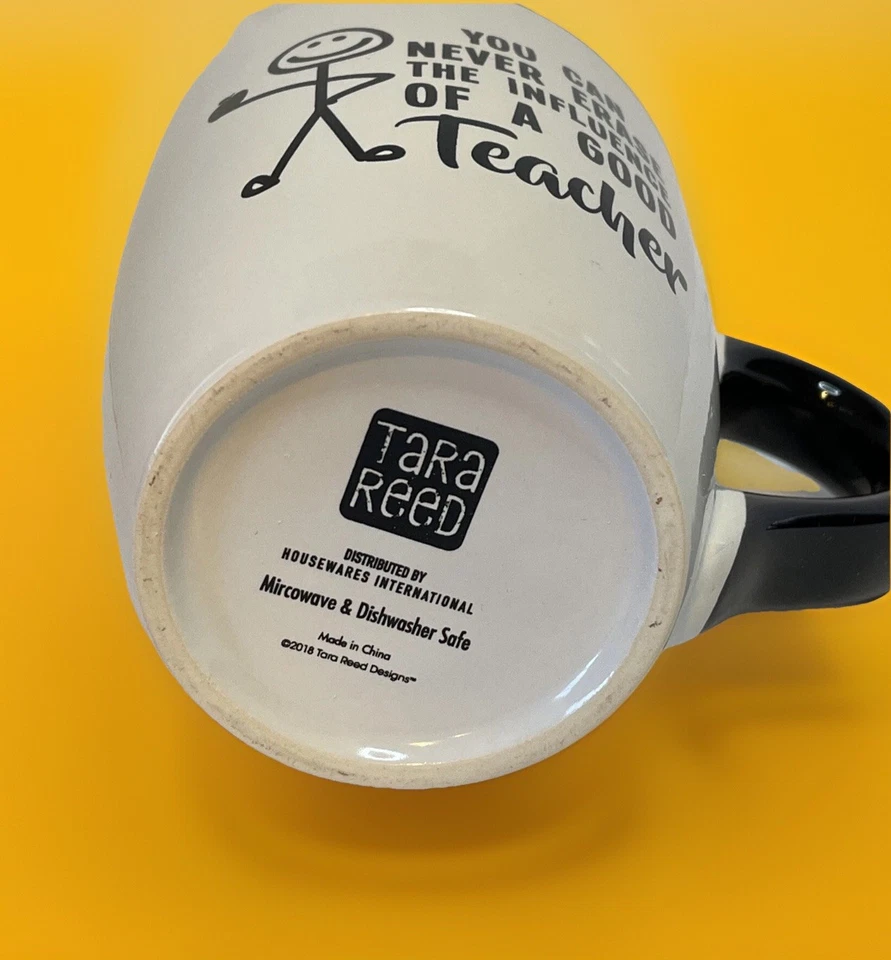 YOU CAN
NEVER ERASE
THE INFLUENCE
OF A GOOD
Teacher
TaRa
ReeD
DISTRIBUTED BY
HOUSEWARES INTERNATIONAL
Mircowave & Dishwasher Safe
Made in China
©2018 Tara Reed Designs™